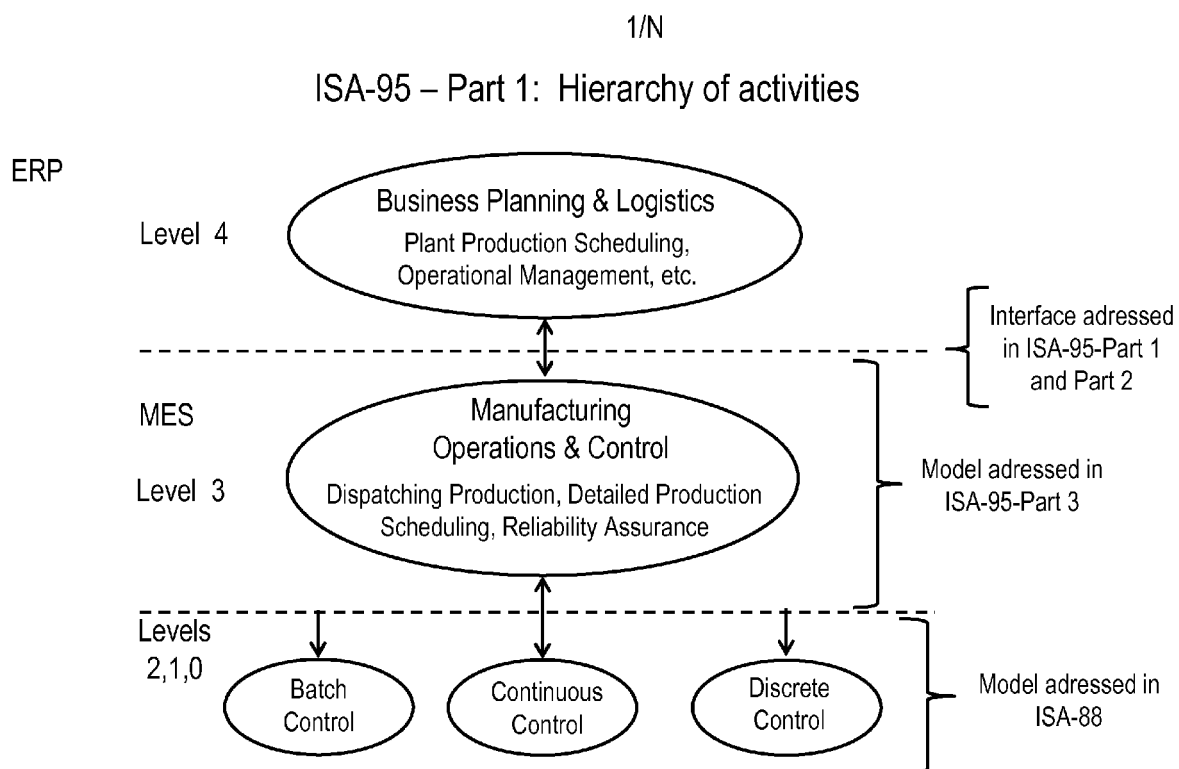 1/N
ISA-95 – Part 1: Hierarchy of activities
ERP
Level 4
Business Planning & Logistics
Plant Production Scheduling,
Operational Management, etc.
Interface adressed
in ISA-95-Part 1
and Part 2
MES
Level 3
Manufacturing
Operations & Control
Dispatching Production, Detailed Production
Scheduling, Reliability Assurance
Model adressed in
ISA-95-Part 3
Levels
2,1,0
Batch
Control
Continuous
Control
Discrete
Control
Model adressed in
ISA-88